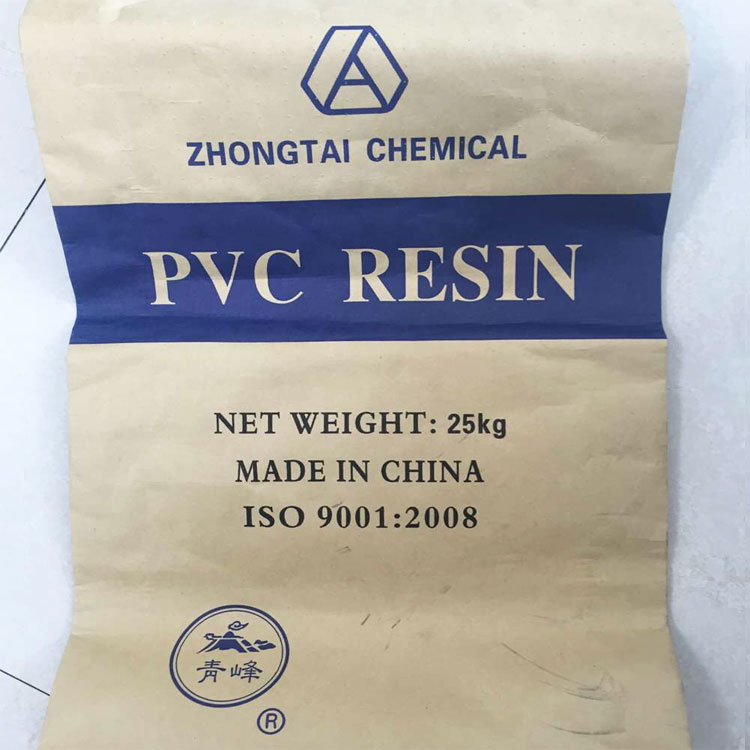 ZHONGTAI CHEMICAL
PVC RESIN
NET WEIGHT: 25kg
MADE IN CHINA
ISO 9001:2008
青峰
®